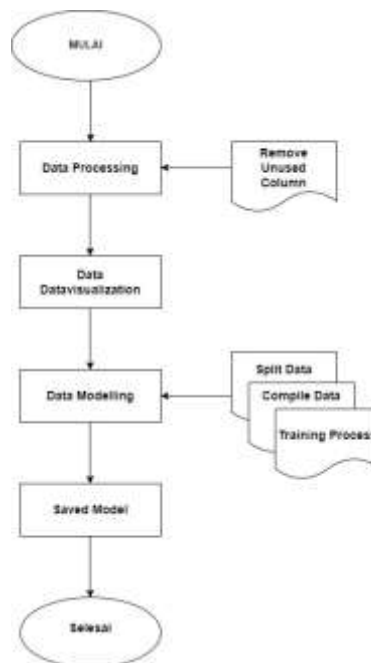 MULAI
Data Processing
Remove
Unused
Column
Data
Datavisualization
Data Modelling
Split Data
Compile Data
Training Process
Saved Model
Selesai